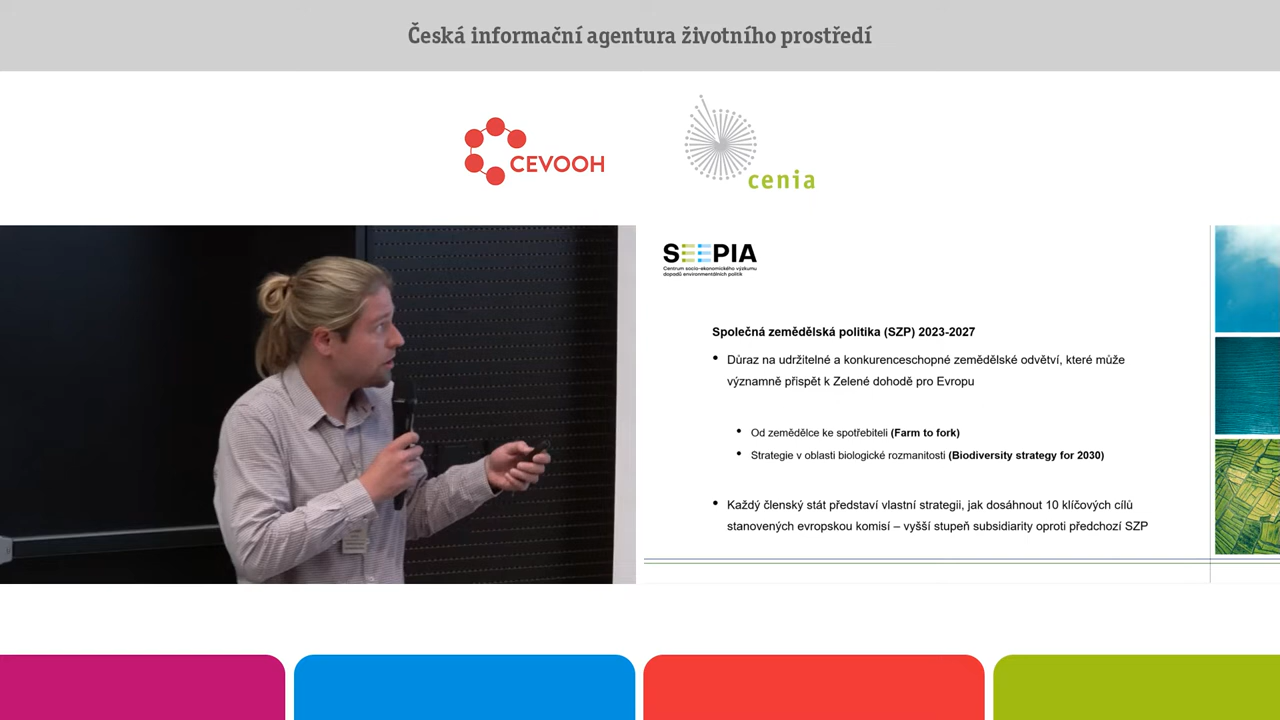 Česká informační agentura životního prostředí
CEVOOH
cenia
SEEPIA
Centrum socio-ekonomického výzkumu
dopadů environmentálních politik
Společná zemědělská politika (SZP) 2023-2027
• Důraz na udržitelné a konkurenceschopné zemědělské odvětví, které může
významně přispět k Zelené dohodě pro Evropu
• Od zemědělce ke spotřebiteli (Farm to fork)
• Strategie v oblasti biologické rozmanitosti (Biodiversity strategy for 2030)
• Každý členský stát představí vlastní strategii, jak dosáhnout 10 klíčových cílů
stanovených evropskou komisí – vyšší stupeň subsidiarity oproti předchozí SZP